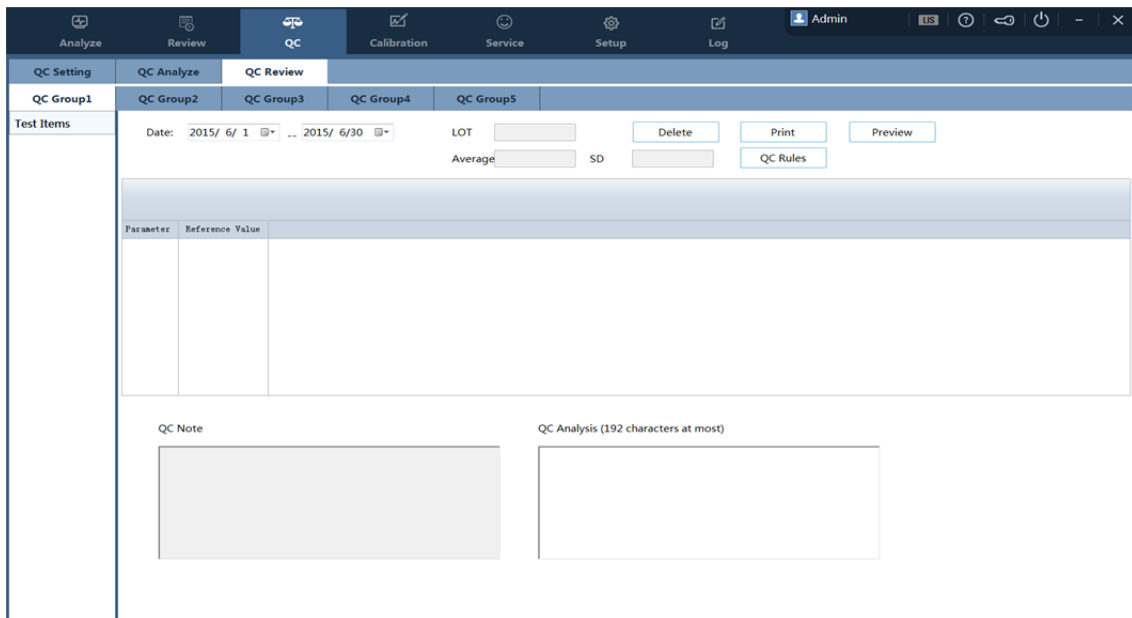 Analyze Review QC Calibration Service Setup Log Admin LIS
QC Setting QC Analyze QC Review
QC Group1 QC Group2 QC Group3 QC Group4 QC Group5
Test Items
Date: 2015/ 6/ 1 -- 2015/ 6/30 LOT Delete Print Preview
Average SD QC Rules
Parameter Reference Value
QC Note QC Analysis (192 characters at most)